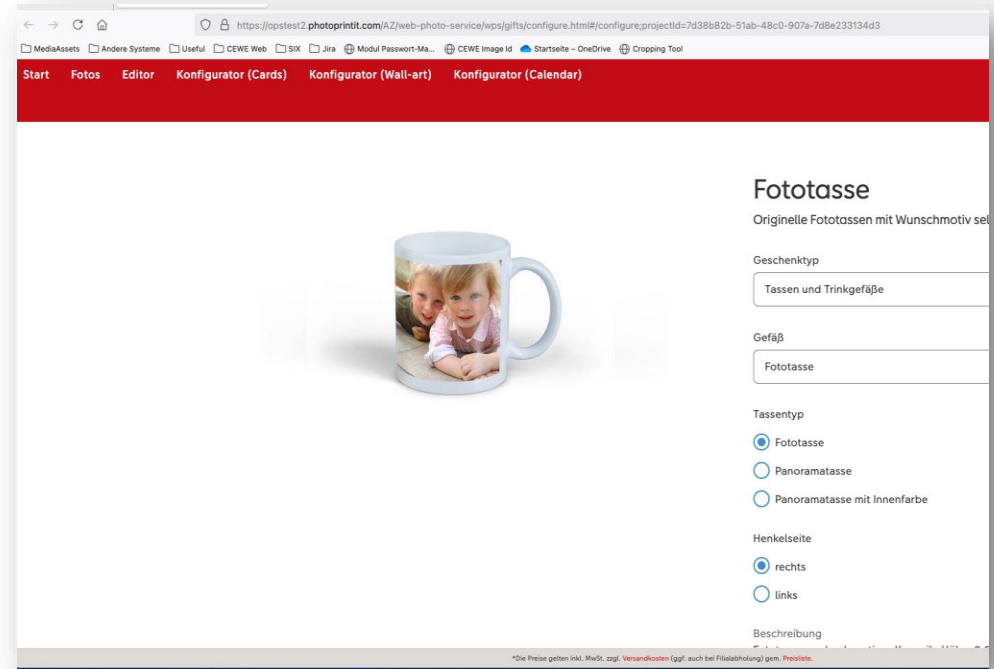 https://opstest2.photoprintit.com/AZ/web-photo-service/wps/gifts/configure.html#/configure;projectId=7d38b82b-51ab-48c0-907a-7d8e233134d3
MediaAssets Andere Systeme Useful CEWE Web SIX Jira Modul Passwort-Ma... CEWE Image Id Startseite – OneDrive Cropping Tool
Start Fotos Editor Konfigurator (Cards) Konfigurator (Wall-art) Konfigurator (Calendar)
Fototasse
Originelle Fototassen mit Wunschmotiv sel
Geschenktyp
Tassen und Trinkgefäße
Gefäß
Fototasse
Tassentyp
Fototasse
Panoramatasse
Panoramatasse mit Innenfarbe
Henkelseite
rechts
links
Beschreibung
*Die Preise gelten inkl. MwSt. zzgl. Versandkosten (ggf. auch bei Filialabholung) gem. Preisliste.